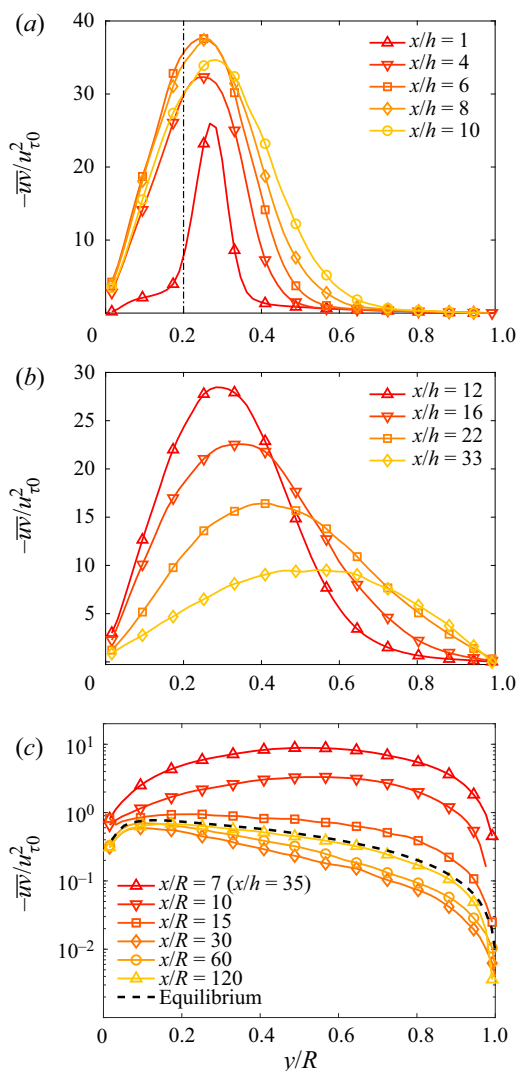 (a)
40
30
20
10
−u̅v̅/u²τ0
x/h = 1
x/h = 4
x/h = 6
x/h = 8
x/h = 10
0 0.2 0.4 0.6 0.8 1.0
(b)
30
25
20
15
10
5
−u̅v̅/u²τ0
x/h = 12
x/h = 16
x/h = 22
x/h = 33
0 0.2 0.4 0.6 0.8 1.0
(c)
10¹
10⁰
10⁻¹
10⁻²
−u̅v̅/u²τ0
x/R = 7 (x/h = 35)
x/R = 10
x/R = 15
x/R = 30
x/R = 60
x/R = 120
Equilibrium
0 0.2 0.4 0.6 0.8 1.0
y/R